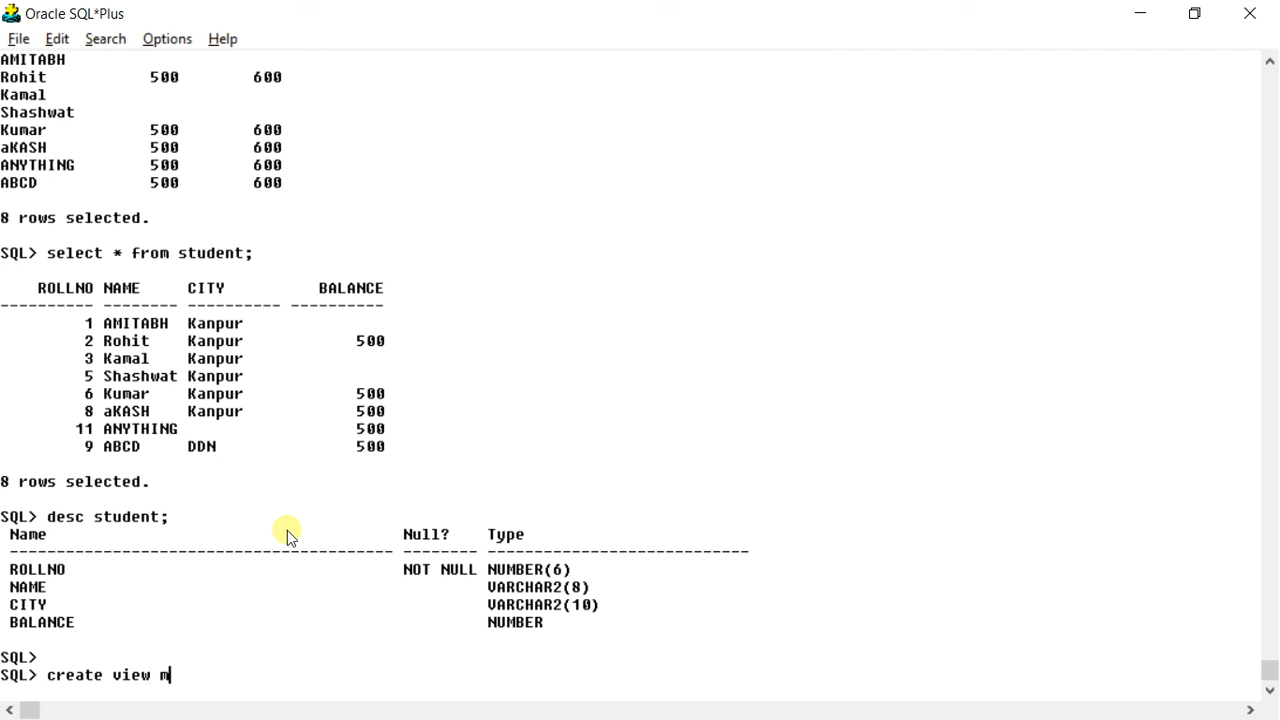 Oracle SQL*Plus
File Edit Search Options Help
AMITABH
Rohit 500 600
Kamal
Shashwat
Kumar 500 600
aKASH 500 600
ANYTHING 500 600
ABCD 500 600
8 rows selected.
SQL> select * from student;
ROLLNO NAME CITY BALANCE
---------- -------- ---------- ----------
1 AMITABH Kanpur
2 Rohit Kanpur 500
3 Kamal Kanpur
5 Shashwat Kanpur
6 Kumar Kanpur 500
8 aKASH Kanpur 500
11 ANYTHING 500
9 ABCD DDN 500
8 rows selected.
SQL> desc student;
Name Null? Type
----------------------------------------- -------- ----------------------------
ROLLNO NOT NULL NUMBER(6)
NAME VARCHAR2(8)
CITY VARCHAR2(10)
BALANCE NUMBER
SQL>
SQL> create view m